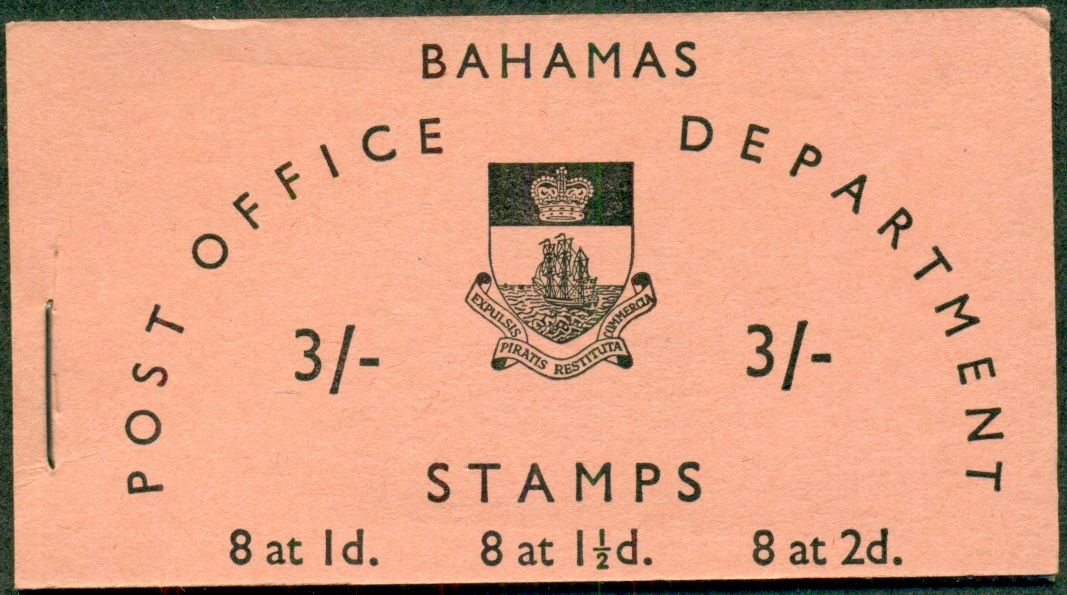 BAHAMAS
POST OFFICE DEPARTMENT
EXPULSIS PIRATIS RESTITUTA COMMERCIA
3/- 3/-
STAMPS
8 at 1d. 8 at 1½d. 8 at 2d.